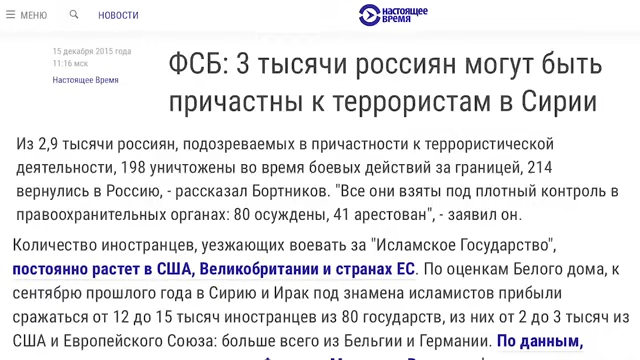 МЕНЮ НОВОСТИ НАСТОЯЩЕЕ
ВРЕМЯ
15 декабря 2015 года
11:16 мск
Настоящее Время
ФСБ: 3 тысячи россиян могут быть
причастны к террористам в Сирии
Из 2,9 тысячи россиян, подозреваемых в причастности к террористической
деятельности, 198 уничтожены во время боевых действий за границей, 214
вернулись в Россию, - рассказал Бортников. "Все они взяты под плотный контроль в
правоохранительных органах: 80 осуждены, 41 арестован", - заявил он.
Количество иностранцев, уезжающих воевать за "Исламское Государство",
постоянно растет в США, Великобритании и странах ЕС. По оценкам Белого дома, к
сентябрю прошлого года в Сирию и Ирак под знамена исламистов прибыли
сражаться от 12 до 15 тысяч иностранцев из 80 государств, из них от 2 до 3 тысяч из
США и Европейского Союза: больше всего из Бельгии и Германии. По данным,